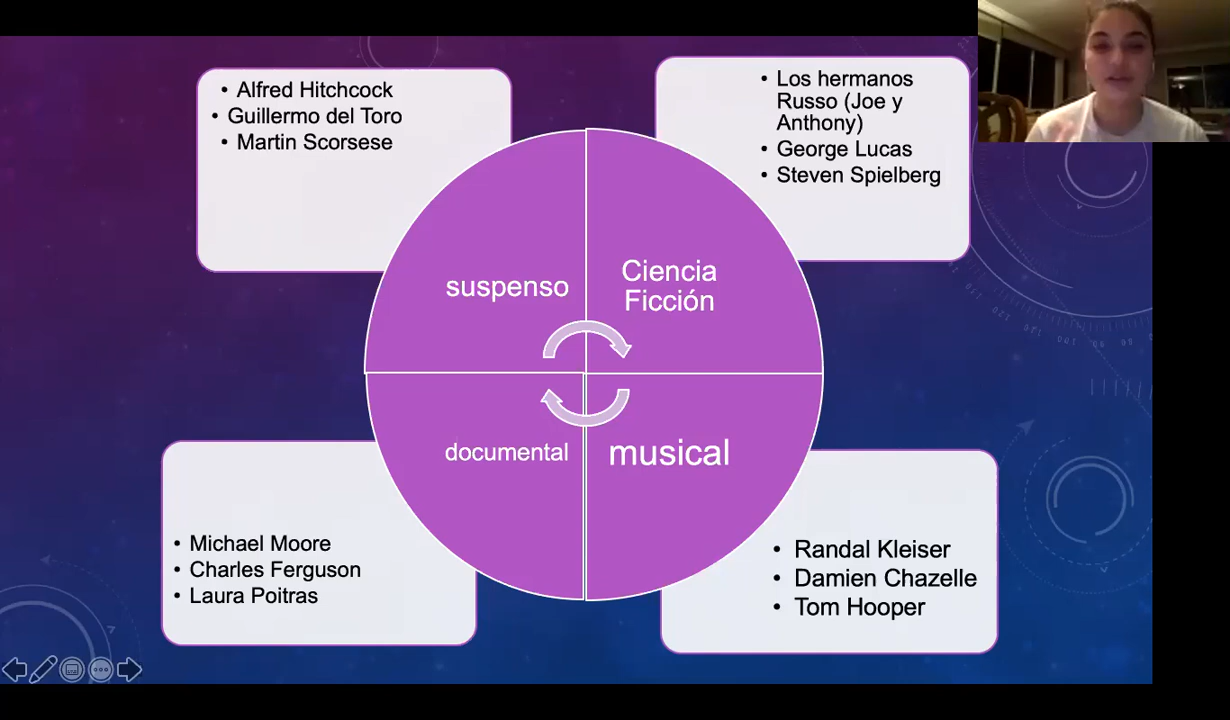 • Alfred Hitchcock
• Guillermo del Toro
• Martin Scorsese
• Los hermanos
Russo (Joe y
Anthony)
• George Lucas
• Steven Spielberg
suspenso
Ciencia
Ficción
documental
musical
• Michael Moore
• Charles Ferguson
• Laura Poitras
• Randal Kleiser
• Damien Chazelle
• Tom Hooper